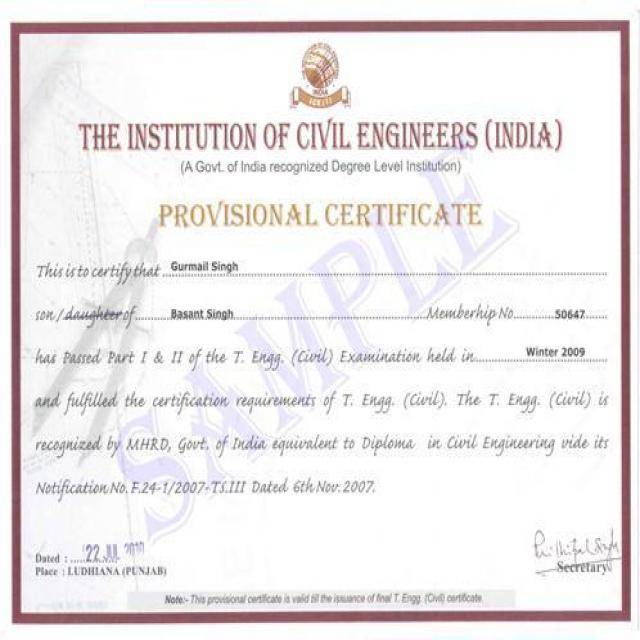 INDIA
ICE (I)
THE INSTITUTION OF CIVIL ENGINEERS (INDIA)
(A Govt. of India recognized Degree Level Institution)
PROVISIONAL CERTIFICATE
This is to certify that Gurmail Singh
son / daughter of Basant Singh Memberhip No. 50647
has Passed Part I & II of the T. Engg. (Civil) Examination held in Winter 2009
and fulfilled the certification requirements of T. Engg. (Civil). The T. Engg. (Civil) is
recognized by MHRD, Govt. of India equivalent to Diploma in Civil Engineering vide its
Notification No. F.24-1/2007-TS.III Dated 6th Nov. 2007.
SAMPLE
Dated : 22 JUL 2010
Place : LUDHIANA (PUNJAB)
Secretary
Note:- This provisional certificate is valid till the issuance of final T. Engg. (Civil) certificate.